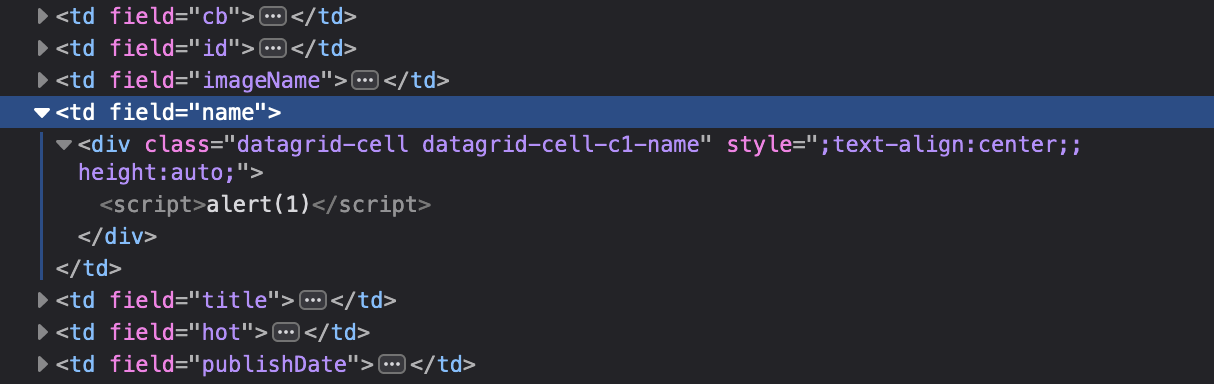 <td field="cb">…</td>
<td field="id">…</td>
<td field="imageName">…</td>
<td field="name">
<div class="datagrid-cell datagrid-cell-c1-name" style=";text-align:center;;
height:auto;">
<script>alert(1)</script>
</div>
</td>
<td field="title">…</td>
<td field="hot">…</td>
<td field="publishDate">…</td>